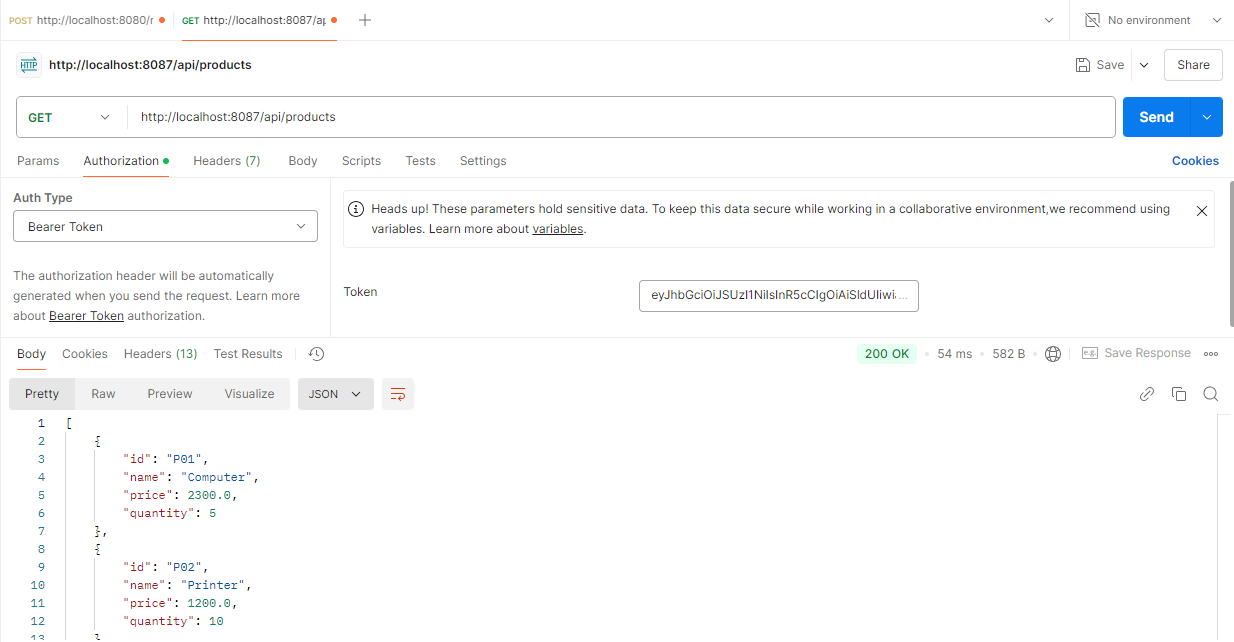 POST http://localhost:8080/r GET http://localhost:8087/ap No environment
HTTP http://localhost:8087/api/products Save Share
GET http://localhost:8087/api/products Send
Params Authorization Headers (7) Body Scripts Tests Settings Cookies
Auth Type
Bearer Token
The authorization header will be automatically
generated when you send the request. Learn more
about Bearer Token authorization.
Heads up! These parameters hold sensitive data. To keep this data secure while working in a collaborative environment,we recommend using
variables. Learn more about variables.
Token eyJhbGciOiJSUzI1NiIsInR5cCIgOiAiSldUIiwi...
Body Cookies Headers (13) Test Results 200 OK 54 ms 582 B e.g. Save Response
Pretty Raw Preview Visualize JSON
1 [
2 {
3 "id": "P01",
4 "name": "Computer",
5 "price": 2300.0,
6 "quantity": 5
7 },
8 {
9 "id": "P02",
10 "name": "Printer",
11 "price": 1200.0,
12 "quantity": 10
13 }